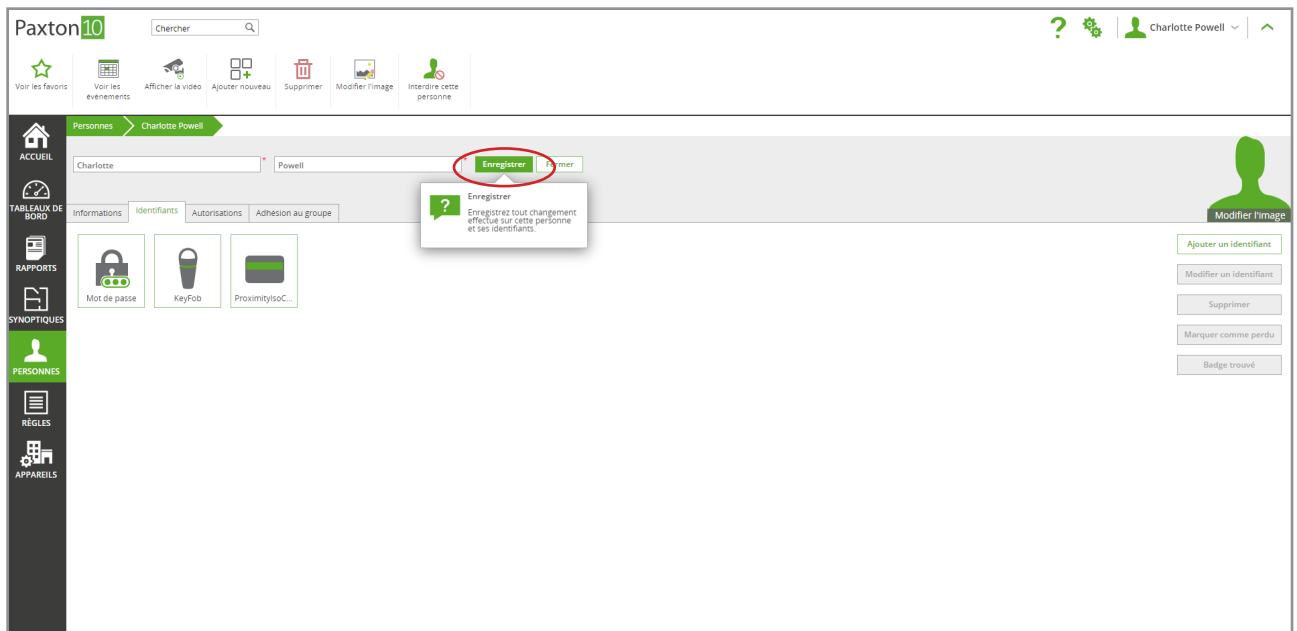 Paxton10
Chercher
Charlotte Powell
Voir les favoris
Voir les
événements
Afficher la vidéo
Ajouter nouveau
Supprimer
Modifier l'image
Interdire cette
personne
Personnes
Charlotte Powell
ACCUEIL
Charlotte
*
Powell
*
Enregistrer
Fermer
TABLEAUX DE
BORD
Informations
Identifiants
Autorisations
Adhésion au groupe
?
Enregistrer
Enregistrez tout changement
effectué sur cette personne
et ses identifiants.
Modifier l'image
RAPPORTS
Mot de passe
KeyFob
ProximityIsoC...
Ajouter un identifiant
Modifier un identifiant
Supprimer
Marquer comme perdu
Badge trouvé
SYNOPTIQUES
PERSONNES
RÈGLES
APPAREILS